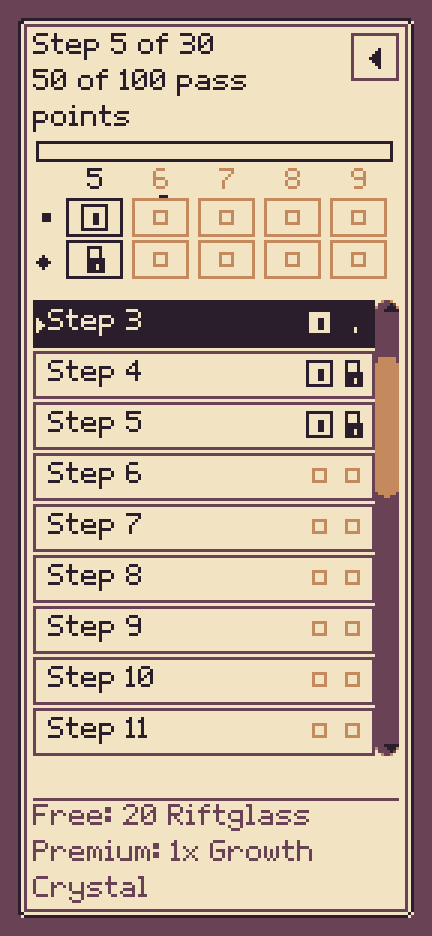 Step 5 of 30
50 of 100 pass
points
5 6 7 8 9
Step 3
Step 4
Step 5
Step 6
Step 7
Step 8
Step 9
Step 10
Step 11
Free: 20 Riftglass
Premium: 1x Growth
Crystal